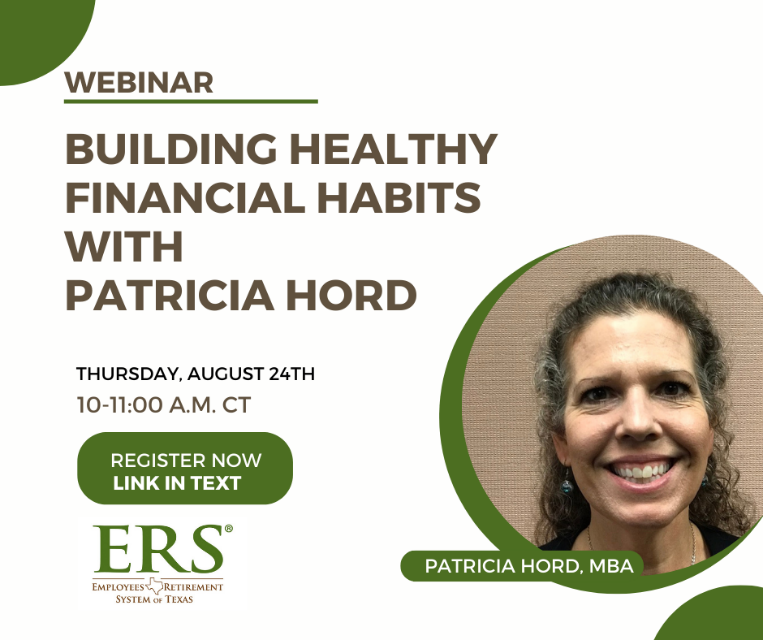 WEBINAR
BUILDING HEALTHY
FINANCIAL HABITS
WITH
PATRICIA HORD
THURSDAY, AUGUST 24TH
10-11:00 A.M. CT
REGISTER NOW
LINK IN TEXT
ERS®
EMPLOYEES RETIREMENT
SYSTEM OF TEXAS
PATRICIA HORD, MBA